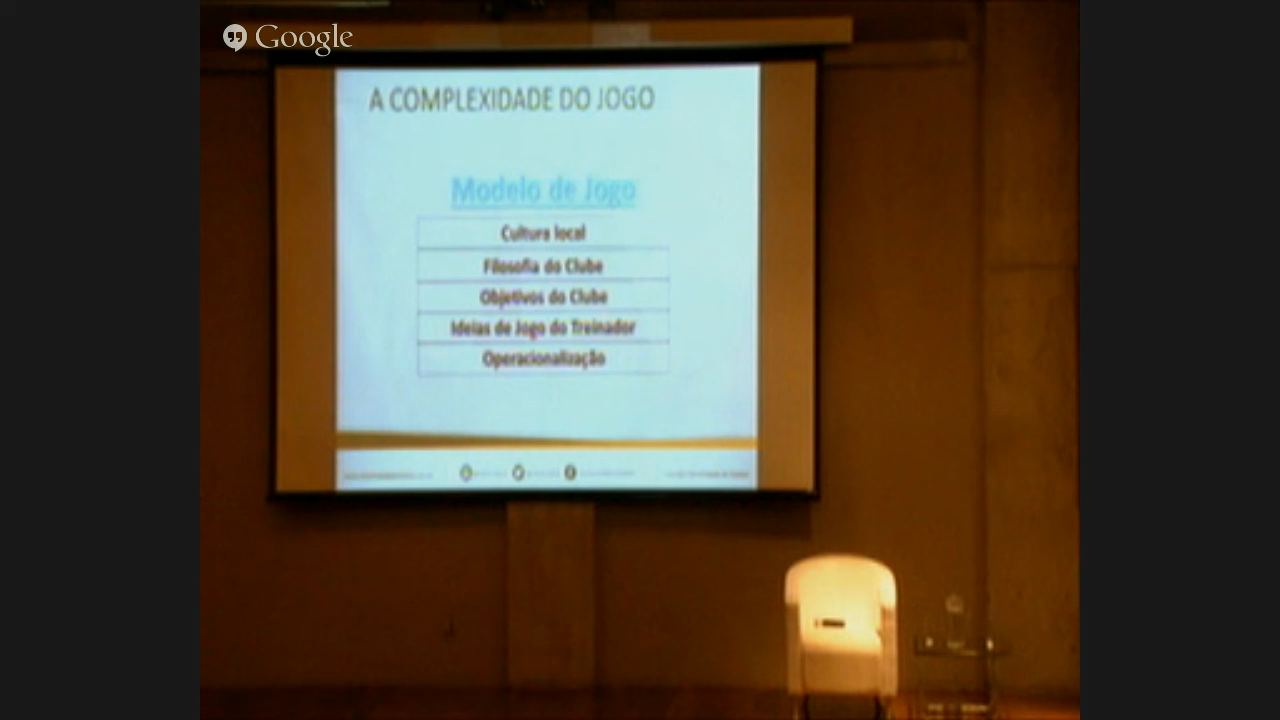 Google
A COMPLEXIDADE DO JOGO
Modelo de Jogo
Cultura local
Filosofia do Clube
Objetivos do Clube
Ideias de Jogo do Treinador
Operacionalização